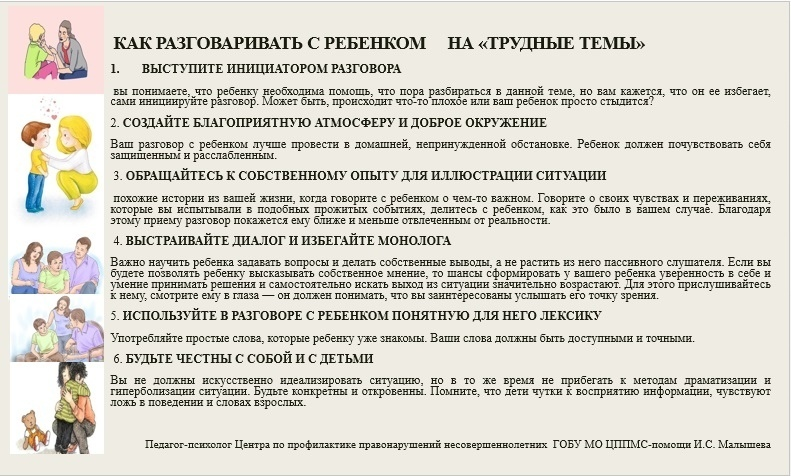 КАК РАЗГОВАРИВАТЬ С РЕБЕНКОМ НА «ТРУДНЫЕ ТЕМЫ»
1. ВЫСТУПИТЕ ИНИЦИАТОРОМ РАЗГОВОРА
вы понимаете, что ребенку необходима помощь, что пора разбираться в данной теме, но вам кажется, что он ее избегает,
сами инициируйте разговор. Может быть, происходит что-то плохое или ваш ребенок просто стыдится?
2. СОЗДАЙТЕ БЛАГОПРИЯТНУЮ АТМОСФЕРУ И ДОБРОЕ ОКРУЖЕНИЕ
Ваш разговор с ребенком лучше провести в домашней, непринужденной обстановке. Ребенок должен почувствовать себя
защищенным и расслабленным.
3. ОБРАЩАЙТЕСЬ К СОБСТВЕННОМУ ОПЫТУ ДЛЯ ИЛЛЮСТРАЦИИ СИТУАЦИИ
похожие истории из вашей жизни, когда говорите с ребенком о чем-то важном. Говорите о своих чувствах и переживаниях,
которые вы испытывали в подобных прожитых событиях, делитесь с ребенком, как это было в вашем случае. Благодаря
этому приему разговор покажется ему ближе и меньше отвлеченным от реальности.
4. ВЫСТРАИВАЙТЕ ДИАЛОГ И ИЗБЕГАЙТЕ МОНОЛОГА
Важно научить ребенка задавать вопросы и делать собственные выводы, а не растить из него пассивного слушателя. Если вы
будете позволять ребенку высказывать собственное мнение, то шансы сформировать у вашего ребенка уверенность в себе и
умение принимать решения и самостоятельно искать выход из ситуации значительно возрастают. Для этого прислушивайтесь
к нему, смотрите ему в глаза — он должен понимать, что вы заинтересованы услышать его точку зрения.
5. ИСПОЛЬЗУЙТЕ В РАЗГОВОРЕ С РЕБЕНКОМ ПОНЯТНУЮ ДЛЯ НЕГО ЛЕКСИКУ
Употребляйте простые слова, которые ребенку уже знакомы. Ваши слова должны быть доступными и точными.
6. БУДЬТЕ ЧЕСТНЫ С СОБОЙ И С ДЕТЬМИ
Вы не должны искусственно идеализировать ситуацию, но в то же время не прибегать к методам драматизации и
гиперболизации ситуации. Будьте конкретны и откровенны. Помните, что дети чутки к восприятию информации, чувствуют
ложь в поведении и словах взрослых.
Педагог-психолог Центра по профилактике правонарушений несовершеннолетних ГОБУ МО ЦППМС-помощи И.С. Малышева